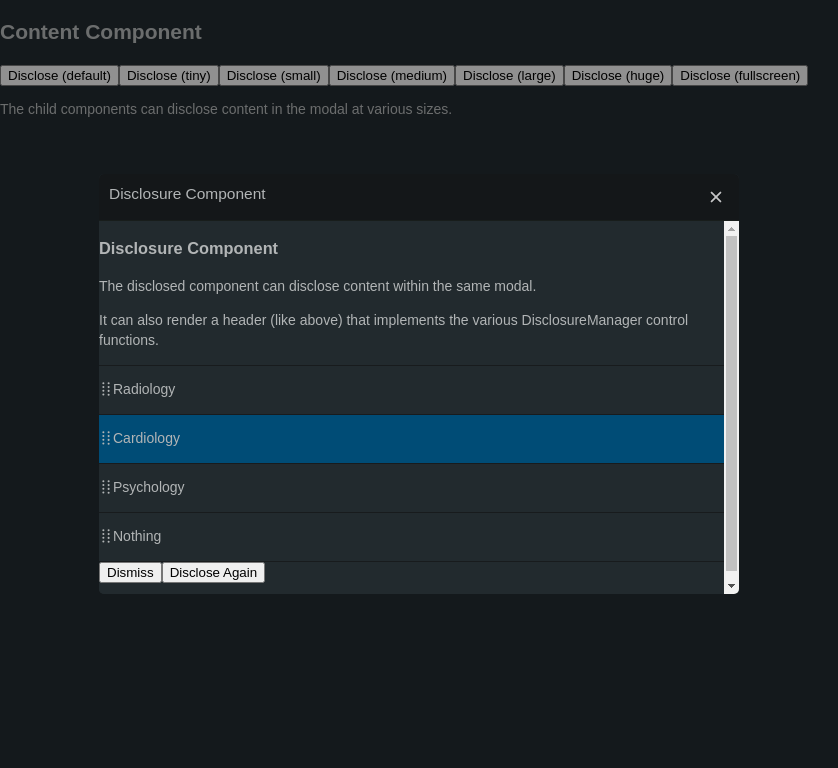 Content Component
Disclose (default) Disclose (tiny) Disclose (small) Disclose (medium) Disclose (large) Disclose (huge) Disclose (fullscreen)
The child components can disclose content in the modal at various sizes.
Disclosure Component
Disclosure Component
The disclosed component can disclose content within the same modal.
It can also render a header (like above) that implements the various DisclosureManager control
functions.
Radiology
Cardiology
Psychology
Nothing
Dismiss Disclose Again